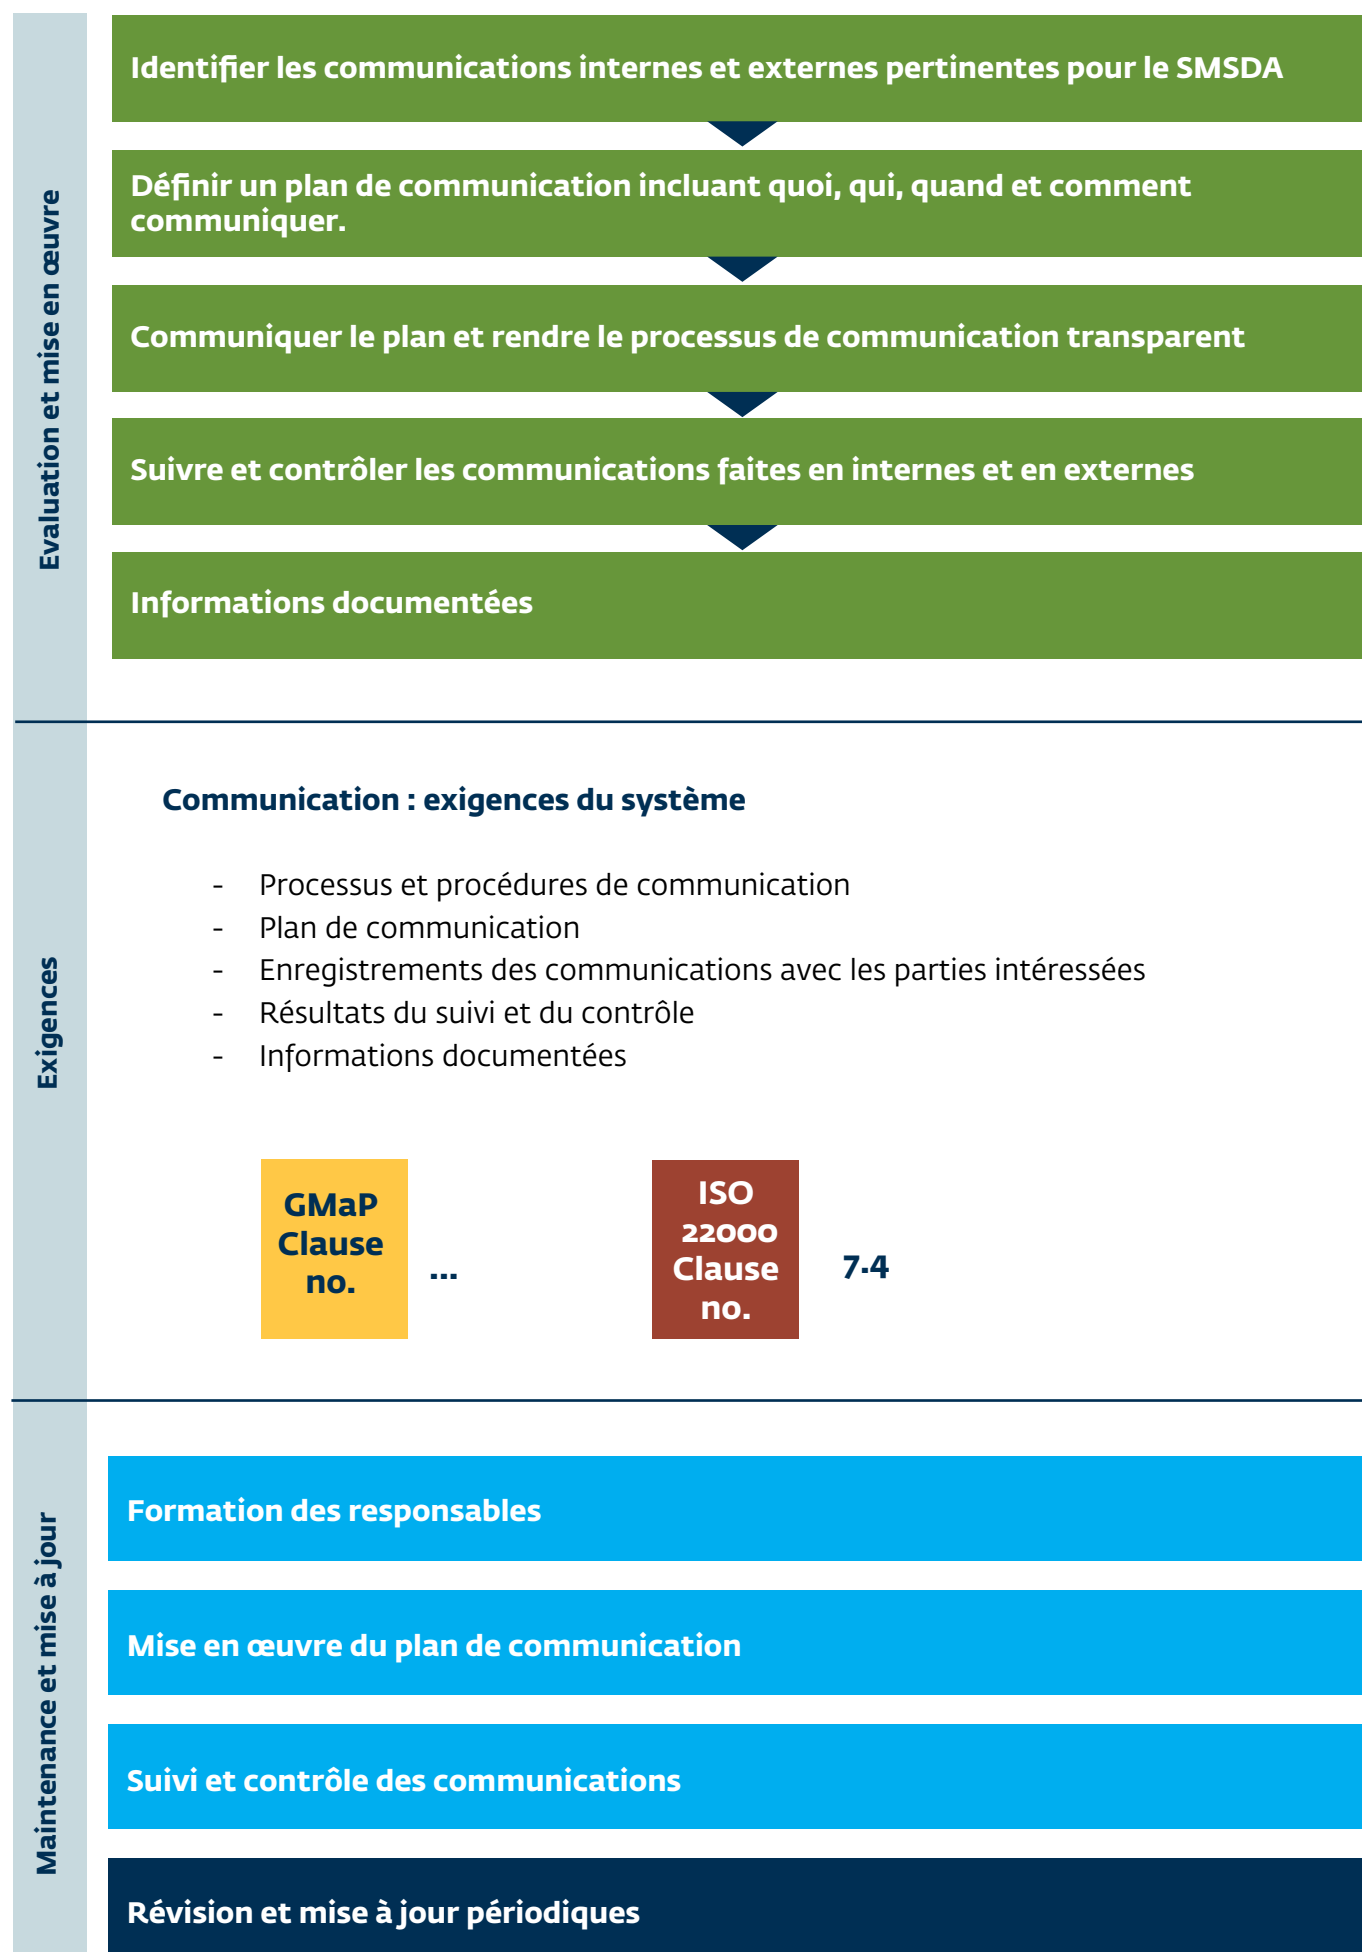 Evaluation et mise en œuvre
Identifier les communications internes et externes pertinentes pour le SMSDA
Définir un plan de communication incluant quoi, qui, quand et comment
communiquer.
Communiquer le plan et rendre le processus de communication transparent
Suivre et contrôler les communications faites en internes et en externes
Informations documentées
Exigences
Communication : exigences du système
- Processus et procédures de communication
- Plan de communication
- Enregistrements des communications avec les parties intéressées
- Résultats du suivi et du contrôle
- Informations documentées
GMaP
Clause
no.
...
ISO
22000
Clause
no.
7.4
Maintenance et mise à jour
Formation des responsables
Mise en œuvre du plan de communication
Suivi et contrôle des communications
Révision et mise à jour périodiques